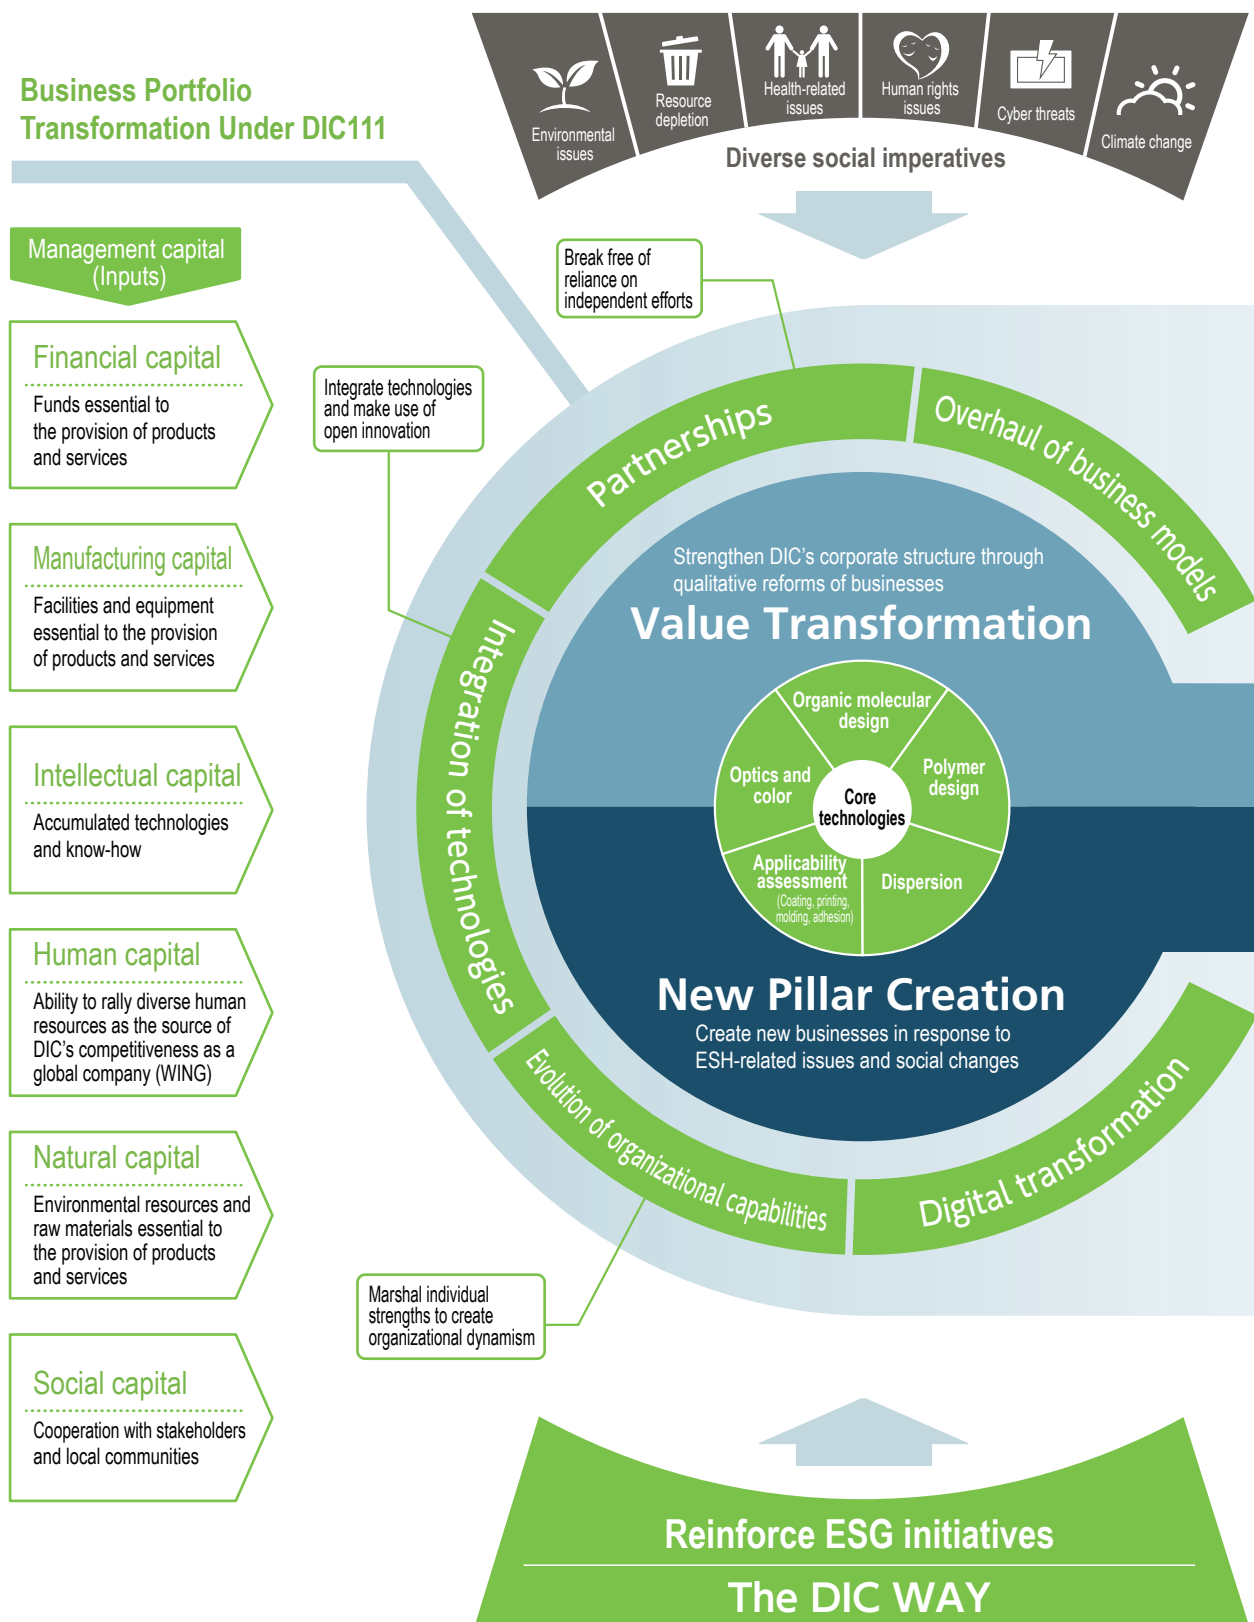 Business Portfolio
Transformation Under DIC111
Environmental
issues
Resource
depletion
Health-related
issues
Human rights
issues
Cyber threats
Climate change
Diverse social imperatives
Management capital
(Inputs)
Financial capital
Funds essential to
the provision of products
and services
Manufacturing capital
Facilities and equipment
essential to the provision
of products and services
Intellectual capital
Accumulated technologies
and know-how
Human capital
Ability to rally diverse human
resources as the source of
DIC's competitiveness as a
global company (WING)
Natural capital
Environmental resources and
raw materials essential to
the provision of products
and services
Social capital
Cooperation with stakeholders
and local communities
Break free of
reliance on
independent efforts
Integrate technologies
and make use of
open innovation
Partnerships
Overhaul of business models
Integration of technologies
Evolution of organizational capabilities
Digital transformation
Marshal individual
strengths to create
organizational dynamism
Strengthen DIC's corporate structure through
qualitative reforms of businesses
Value Transformation
Organic molecular
design
Optics and
color
Polymer
design
Core
technologies
Applicability
assessment
(Coating, printing,
molding, adhesion)
Dispersion
New Pillar Creation
Create new businesses in response to
ESH-related issues and social changes
Reinforce ESG initiatives
The DIC WAY